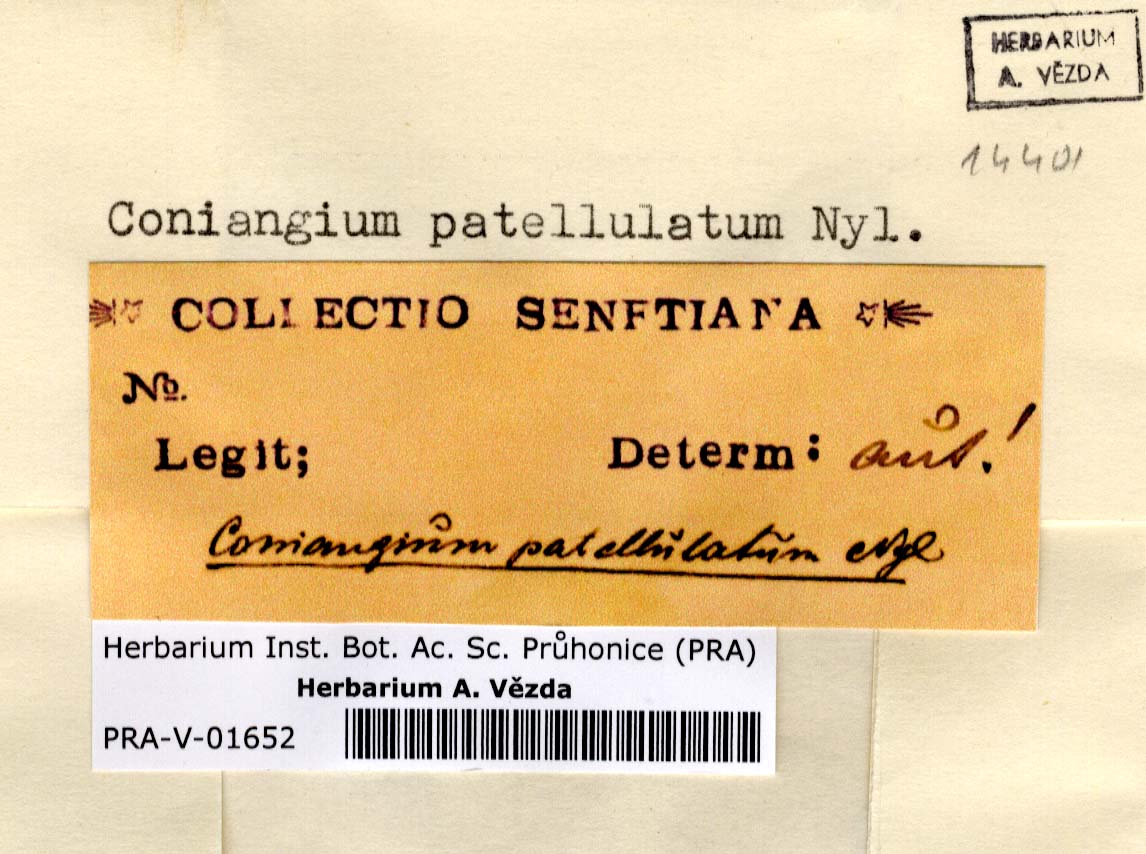 HERBARIUM
A. VĚZDA
14401
Coniangium patellulatum Nyl.
COLLECTIO SENFTIANA
No.
Legit; Determ: aut.!
Coniangium patellulatum Nyl
Herbarium Inst. Bot. Ac. Sc. Průhonice (PRA)
Herbarium A. Vězda
PRA-V-01652